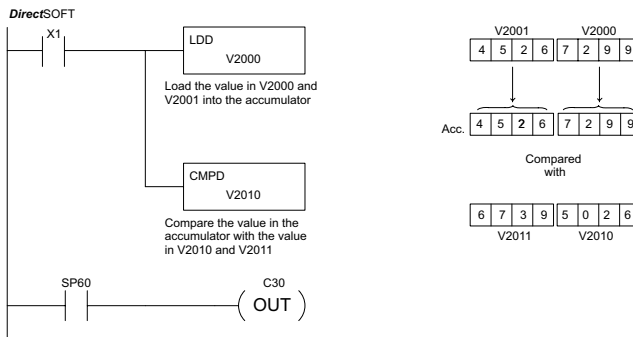 DirectSOFT
X1
LDD
V2000
Load the value in V2000 and
V2001 into the accumulator
CMPD
V2010
Compare the value in the
accumulator with the value
in V2010 and V2011
SP60
C30
OUT
V2001 V2000
4 5 2 6 7 2 9 9
Acc. 4 5 2 6 7 2 9 9
Compared
with
6 7 3 9 5 0 2 6
V2011 V2010